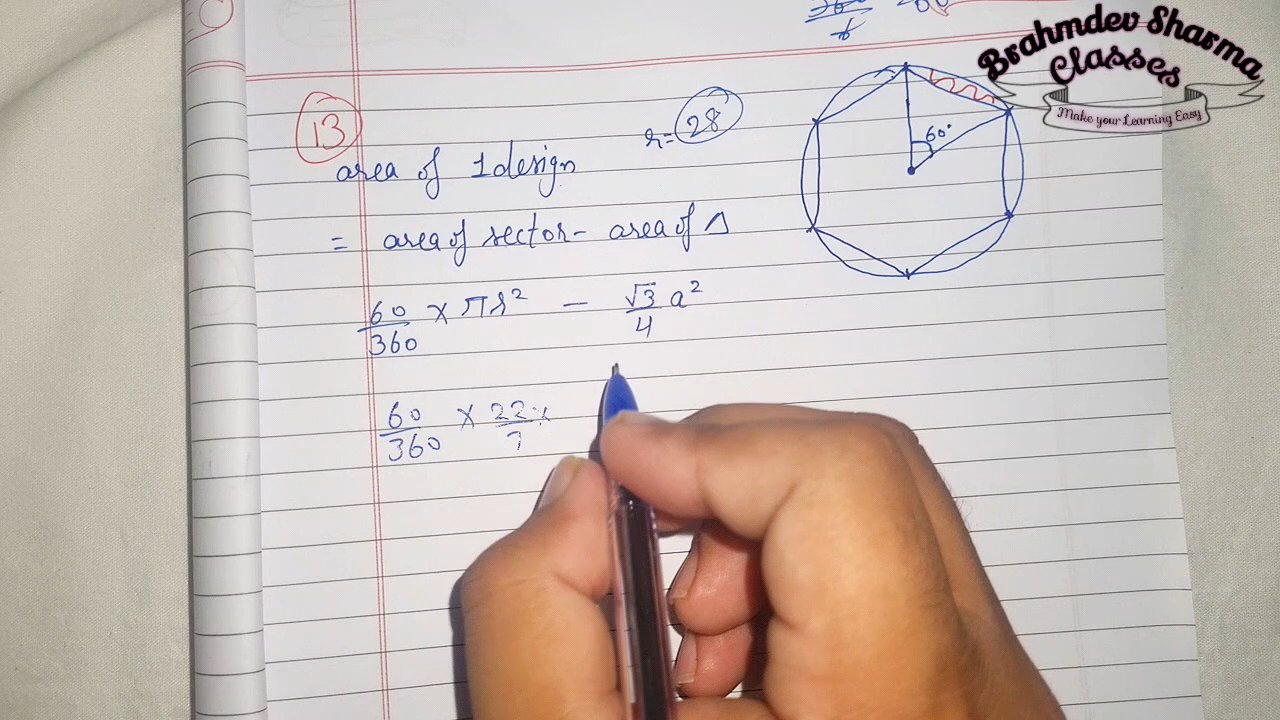 Brahmdev Sharma
Classes
Make your Learning Easy
13
r = 28
60°
area of 1 design
= area of sector - area of Δ
60/360 × πr² - √3/4 a²
60/360 × 22/7 ×